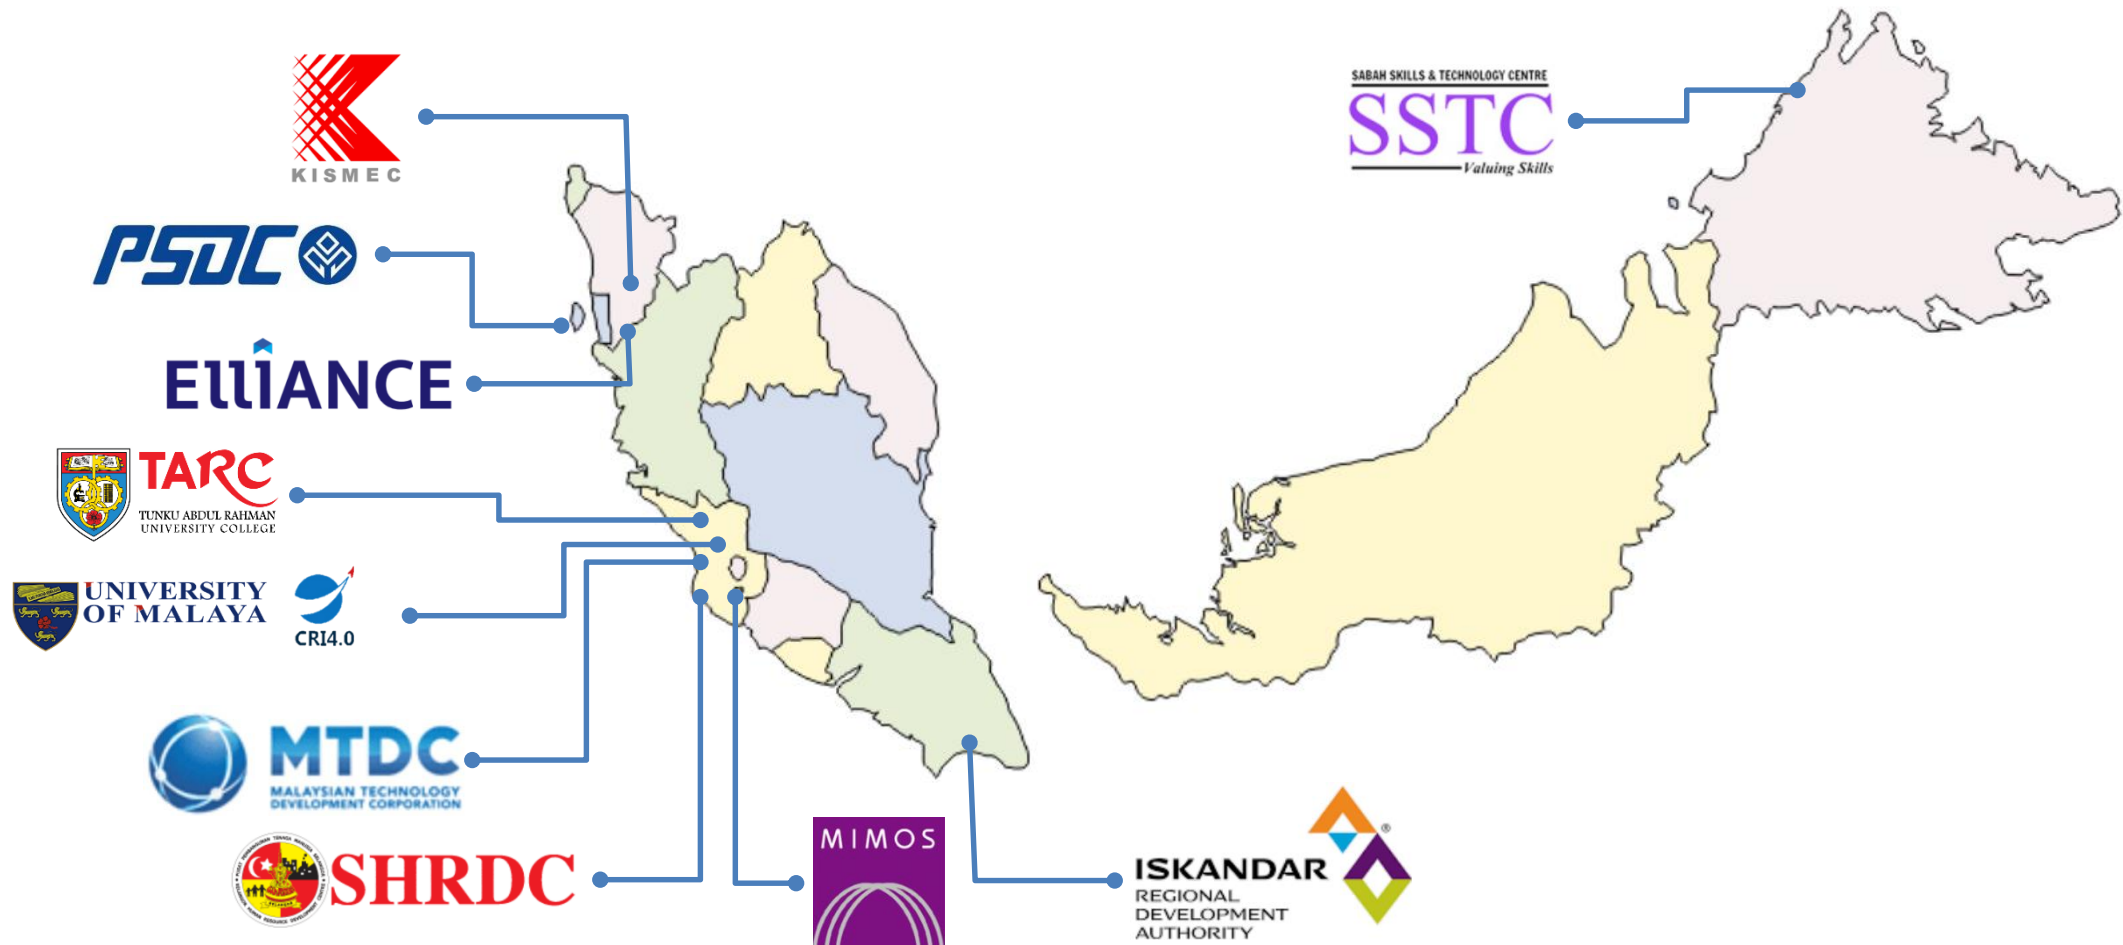 KISMEC
SABAH SKILLS & TECHNOLOGY CENTRE
SSTC
Valuing Skills
PSDC
ElliANCE
TARC
TUNKU ABDUL RAHMAN
UNIVERSITY COLLEGE
UNIVERSITY
OF MALAYA
CRI4.0
MTDC
MALAYSIAN TECHNOLOGY
DEVELOPMENT CORPORATION
SHRDC
MIMOS
ISKANDAR
®
REGIONAL
DEVELOPMENT
AUTHORITY